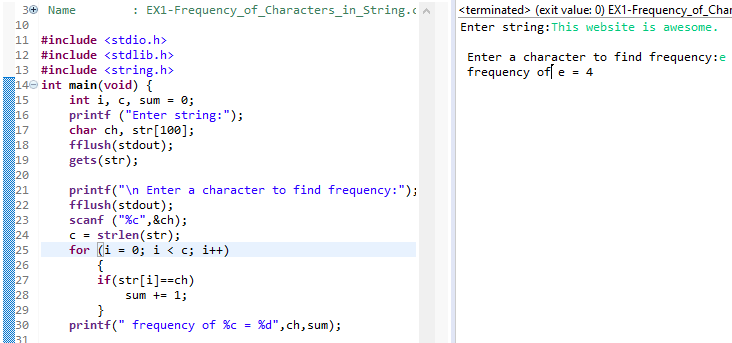 3 Name : EX1-Frequency_of_Characters_in_String.c
10
11 #include <stdio.h>
12 #include <stdlib.h>
13 #include <string.h>
14 int main(void) {
15 int i, c, sum = 0;
16 printf ("Enter string:");
17 char ch, str[100];
18 fflush(stdout);
19 gets(str);
20
21 printf("\n Enter a character to find frequency:");
22 fflush(stdout);
23 scanf ("%c",&ch);
24 c = strlen(str);
25 for (i = 0; i < c; i++)
26 {
27 if(str[i]==ch)
28 sum += 1;
29 }
30 printf(" frequency of %c = %d",ch,sum);
31
<terminated> (exit value: 0) EX1-Frequency_of_Char
Enter string:This website is awesome.
Enter a character to find frequency:e
frequency of e = 4